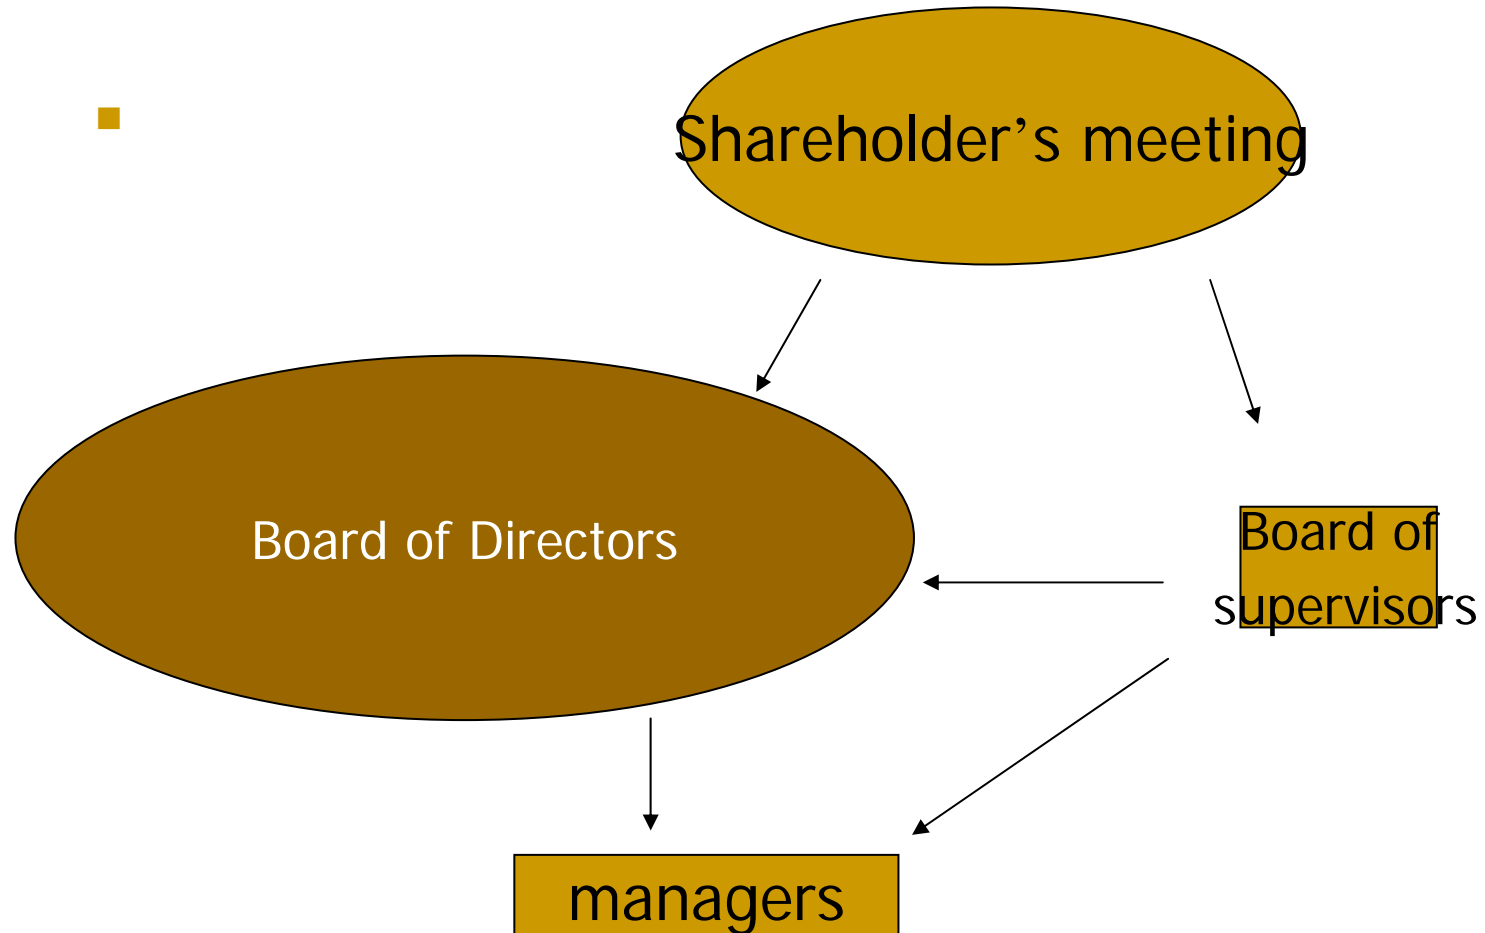 Shareholder’s meeting
Board of Directors
Board of
supervisors
managers